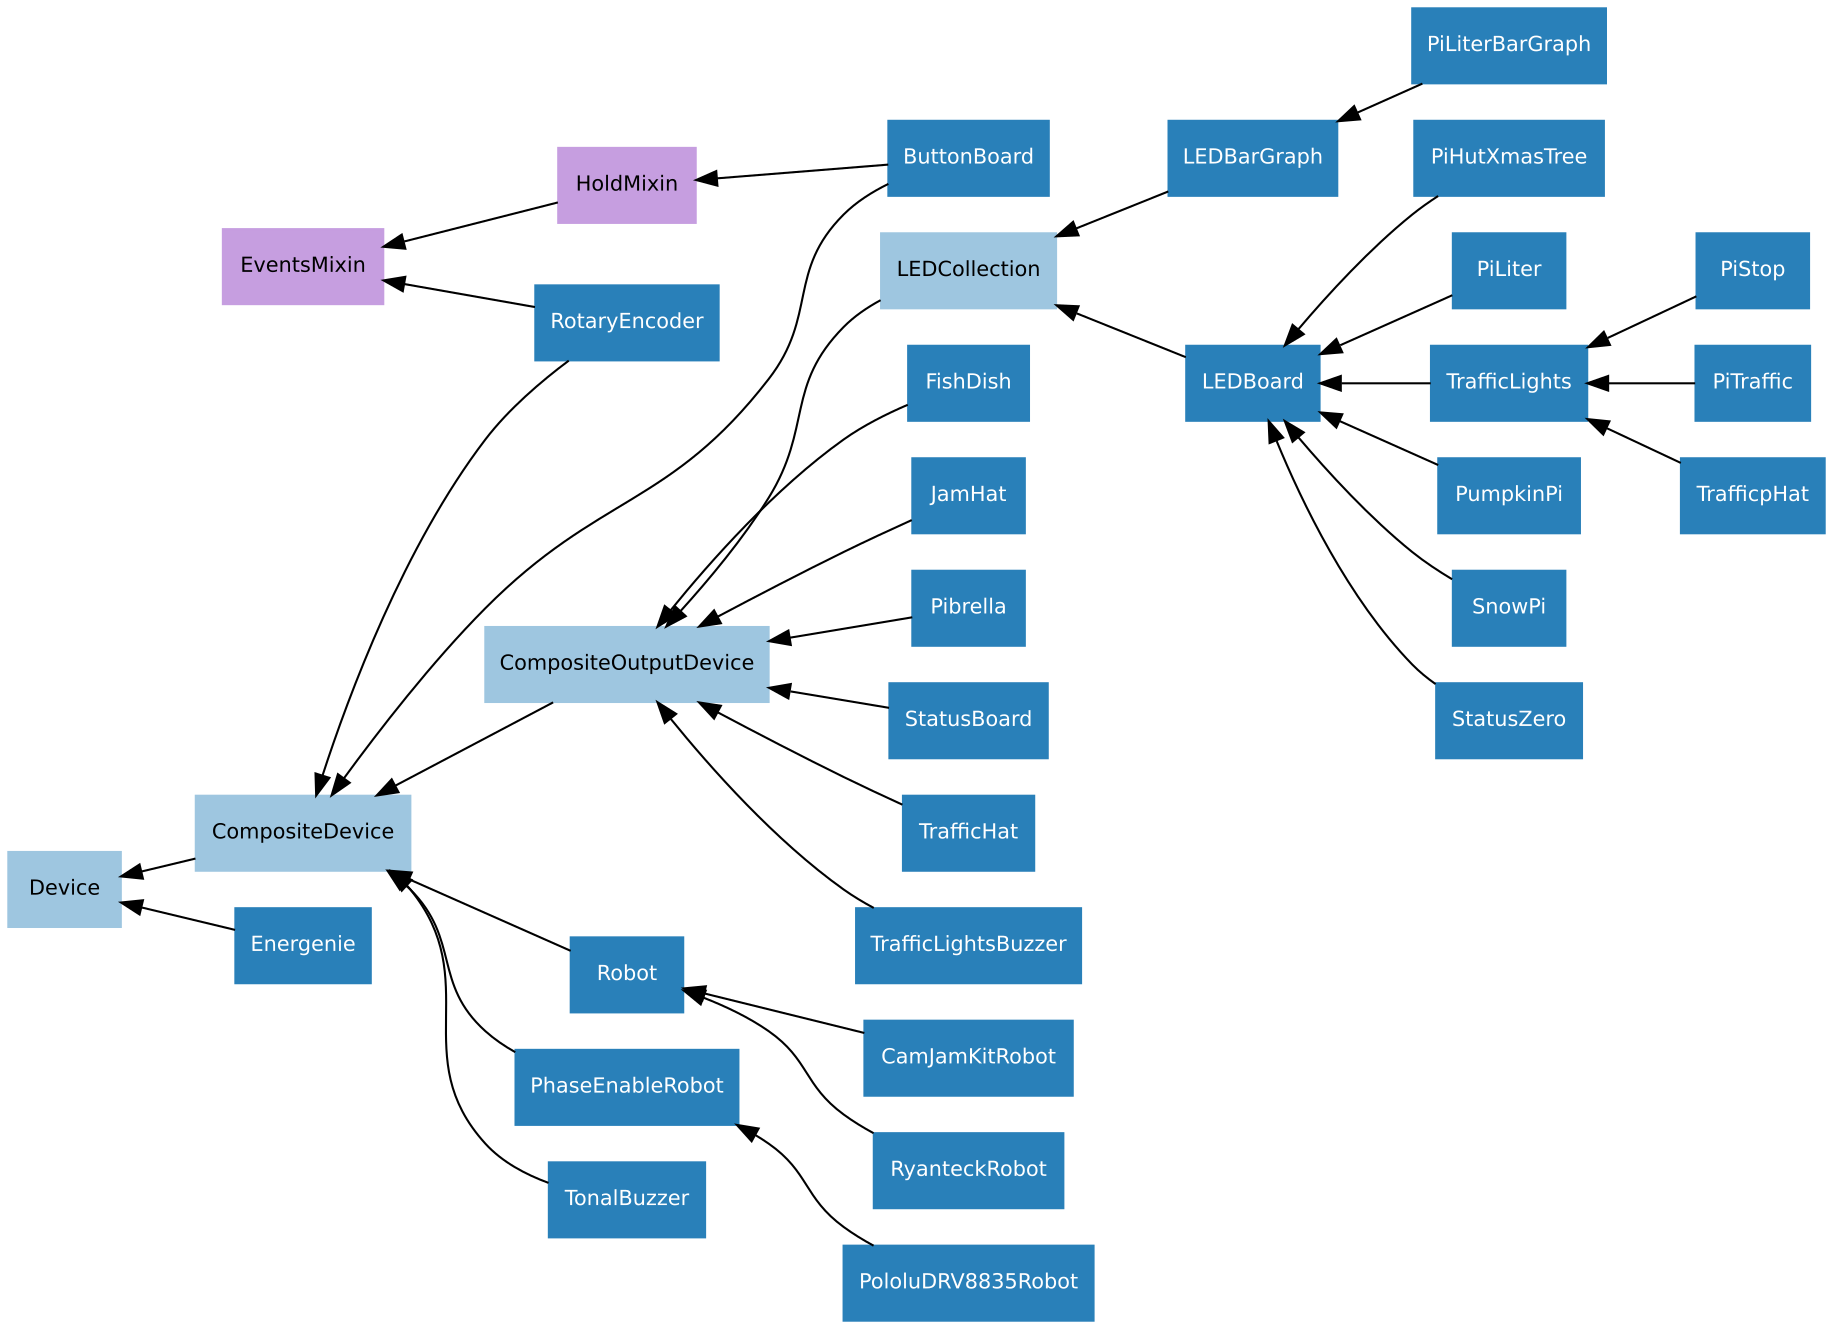 PiLiterBarGraph
ButtonBoard
LEDBarGraph
PiHutXmasTree
HoldMixin
EventsMixin
LEDCollection
PiLiter
PiStop
RotaryEncoder
FishDish
LEDBoard
TrafficLights
PiTraffic
JamHat
PumpkinPi
TrafficpHat
Pibrella
SnowPi
CompositeOutputDevice
StatusBoard
StatusZero
CompositeDevice
TrafficHat
Device
Energenie
TrafficLightsBuzzer
Robot
CamJamKitRobot
PhaseEnableRobot
RyanteckRobot
TonalBuzzer
PololuDRV8835Robot